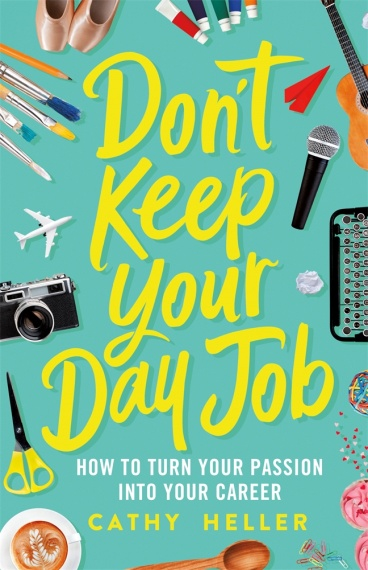 Don't
Keep
Your
Day Job
HOW TO TURN YOUR PASSION
INTO YOUR CAREER
CATHY HELLER